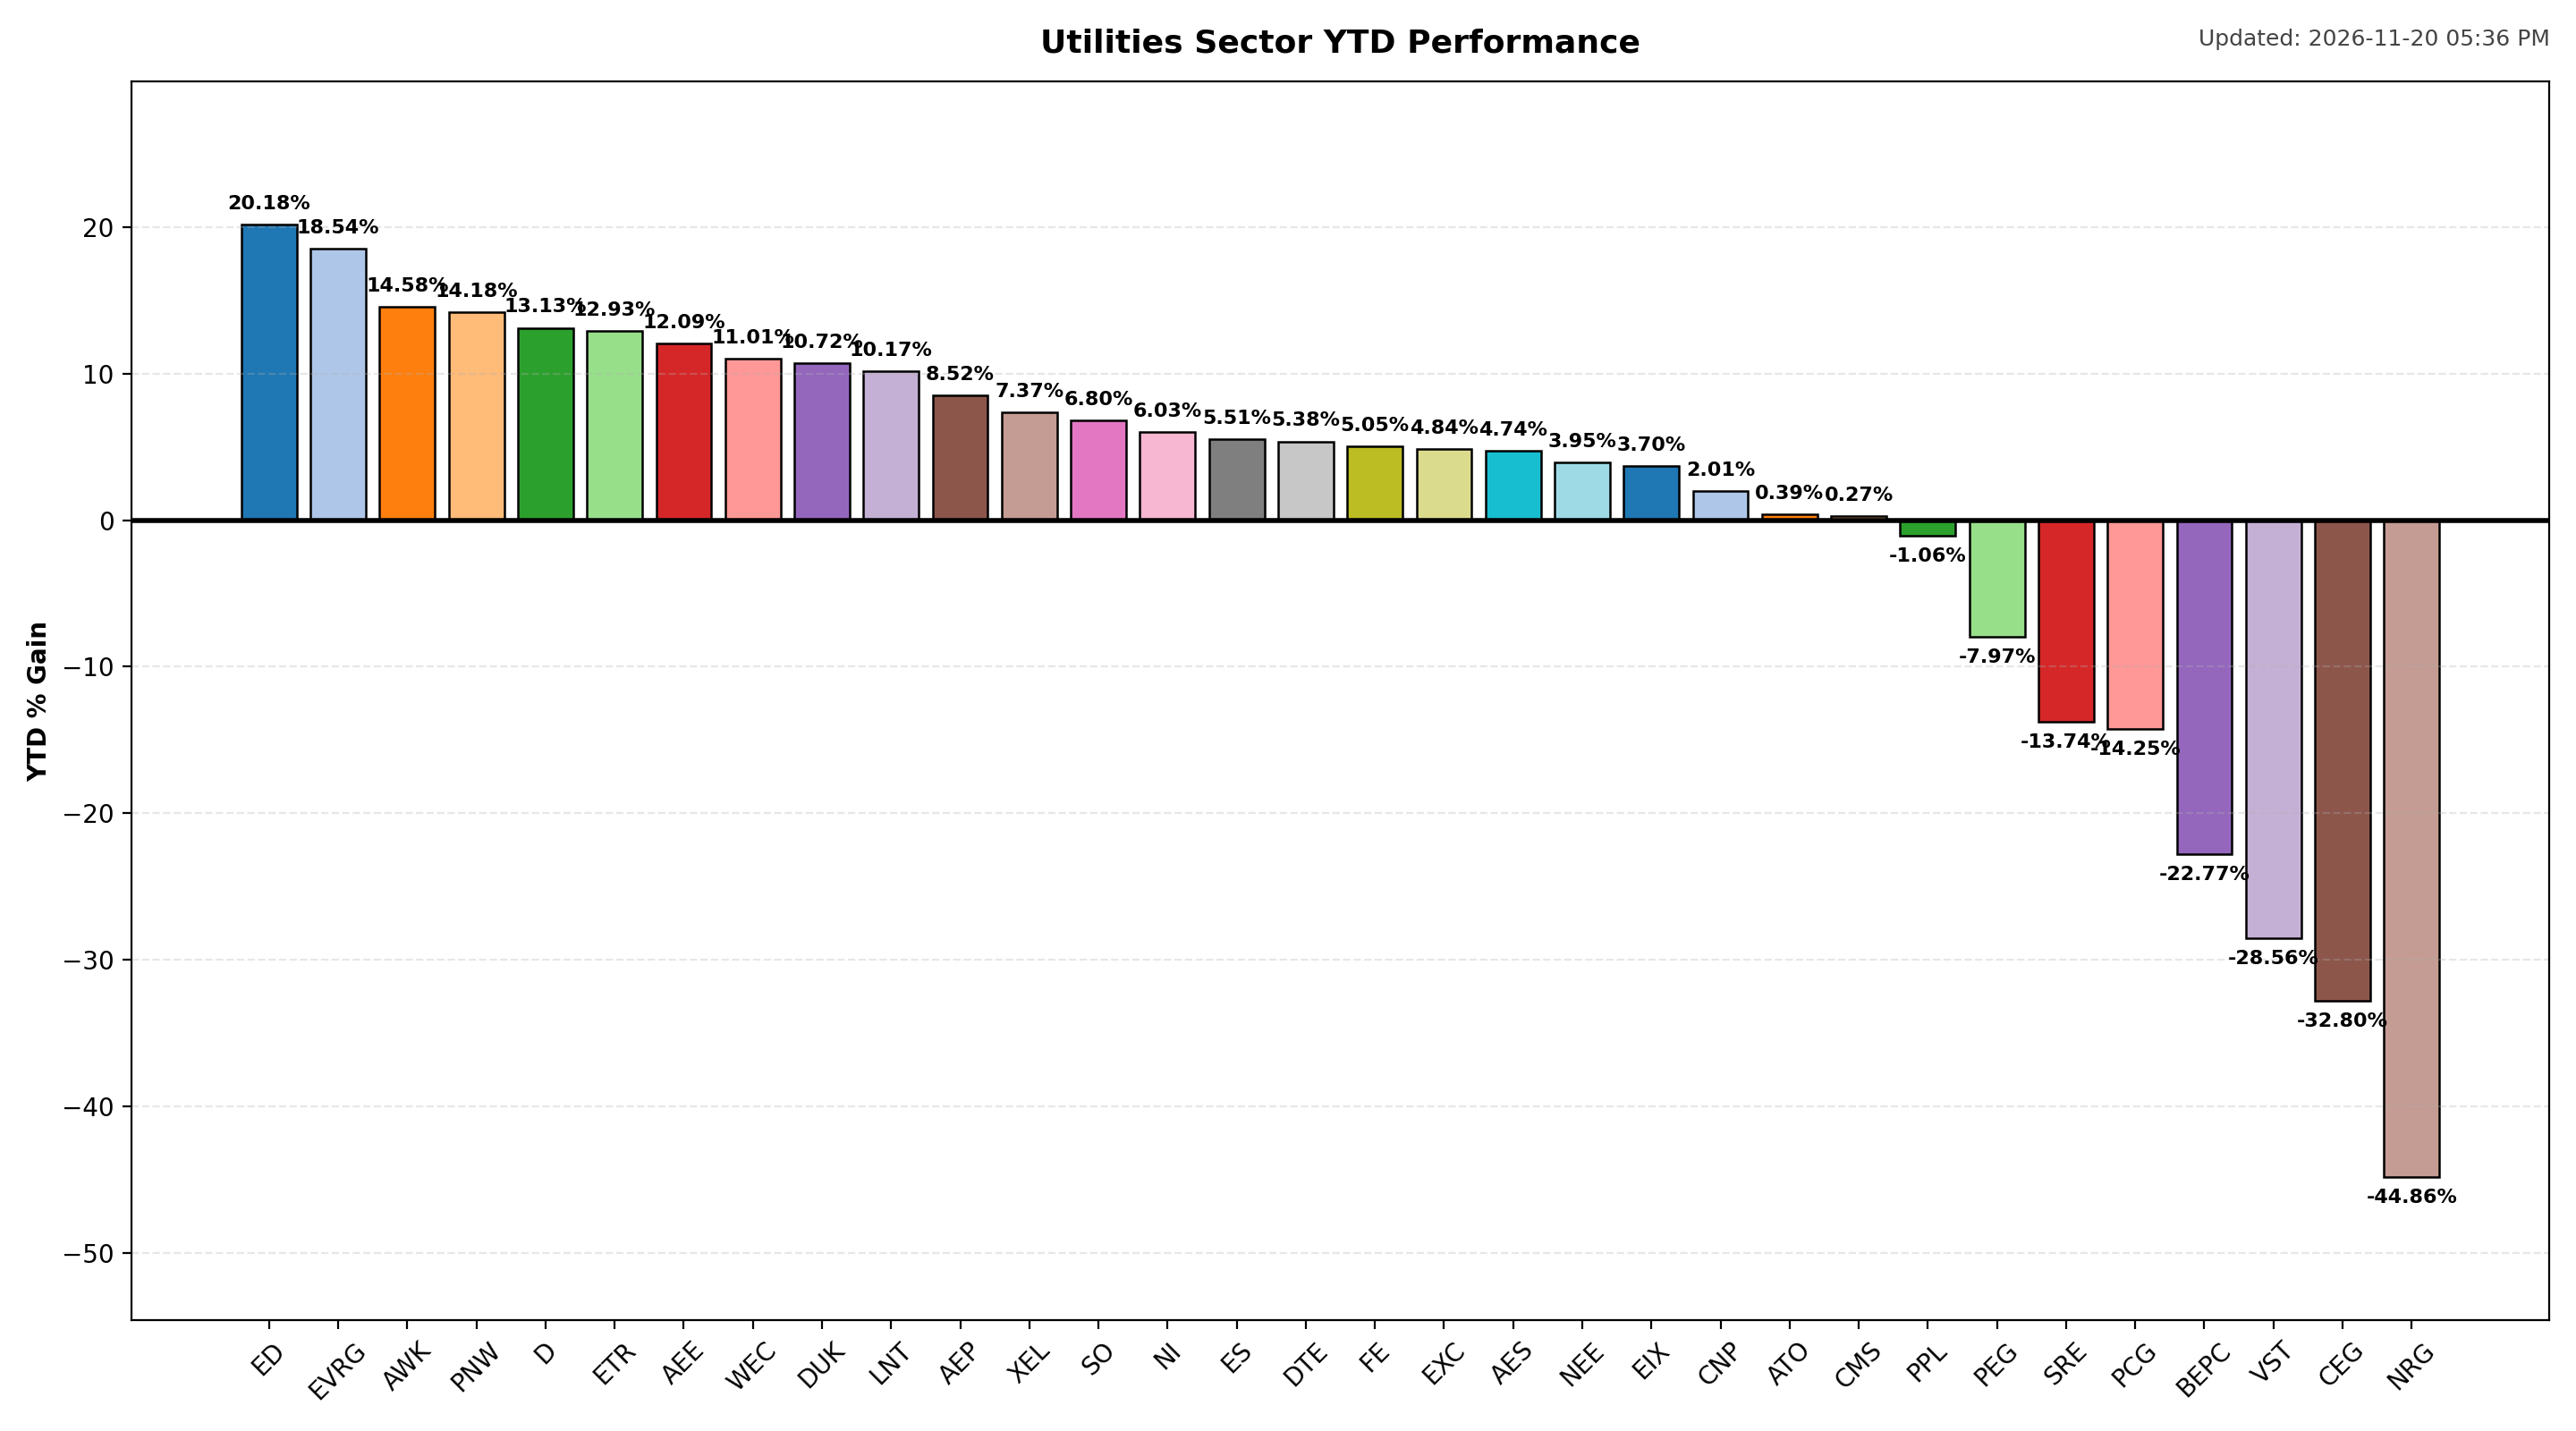 Utilities Sector YTD Performance
Updated: 2026-11-20 05:36 PM
YTD % Gain
20
10
0
−10
−20
−30
−40
−50
20.18%
18.54%
14.58%
14.18%
13.13%
12.93%
12.09%
11.01%
10.72%
10.17%
8.52%
7.37%
6.80%
6.03%
5.51%
5.38%
5.05%
4.84%
4.74%
3.95%
3.70%
2.01%
0.39%
0.27%
-1.06%
-7.97%
-13.74%
-14.25%
-22.77%
-28.56%
-32.80%
-44.86%
ED
EVRG
AWK
PNW
D
ETR
AEE
WEC
DUK
LNT
AEP
XEL
SO
NI
ES
DTE
FE
EXC
AES
NEE
EIX
CNP
ATO
CMS
PPL
PEG
SRE
PCG
BEPC
VST
CEG
NRG